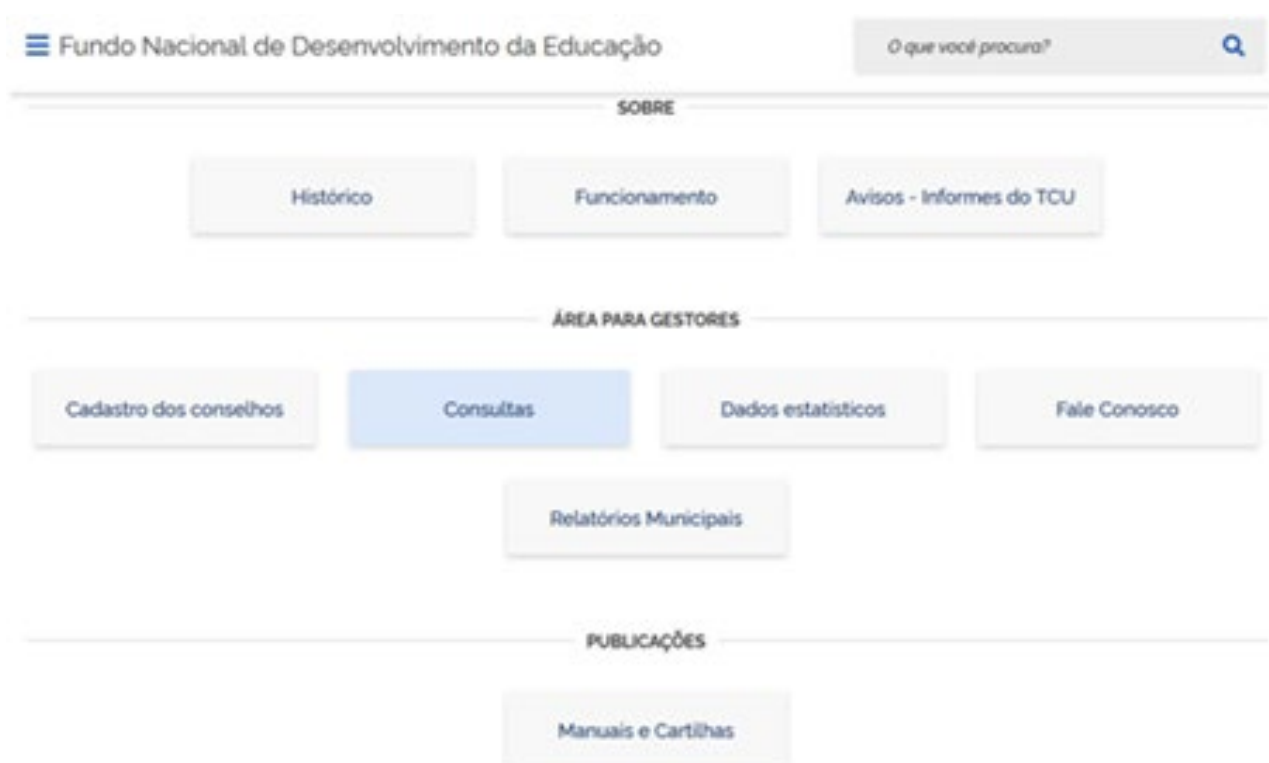 Fundo Nacional de Desenvolvimento da Educação
O que você procura?
SOBRE
Histórico
Funcionamento
Avisos - Informes do TCU
ÁREA PARA GESTORES
Cadastro dos conselhos
Consultas
Dados estatísticos
Fale Conosco
Relatórios Municipais
PUBLICAÇÕES
Manuais e Cartilhas